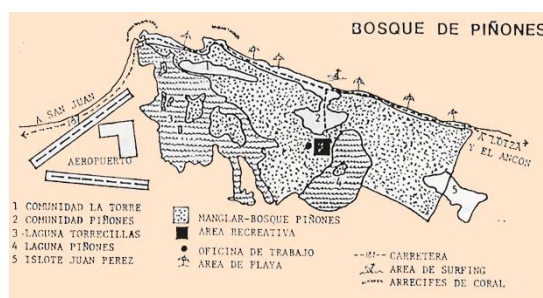 BOSQUE DE PIÑONES
A SAN JUAN
187
AEROPUERTO
A LOIZA
Y EL ANCON
1
2
3
4
5
1 COMUNIDAD LA TORRE
2 COMUNIDAD PIÑONES
3 -LAGUNA TORRECILLAS
4 LAGUNA PIÑONES
5 ISLOTE JUAN PEREZ
MANGLAR-BOSQUE PIÑONES
AREA RECREATIVA
OFICINA DE TRABAJO
AREA DE PLAYA
--187-- CARRETERA
AREA DE SURFING
ARRECIFES DE CORAL